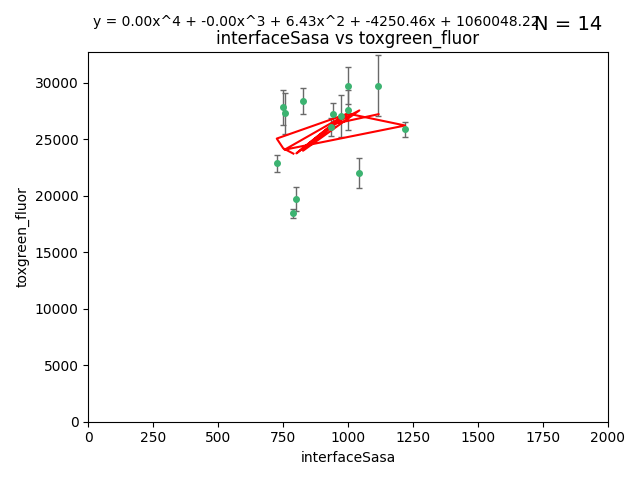 y = 0.00x^4 + -0.00x^3 + 6.43x^2 + -4250.46x + 1060048.22
N = 14
interfaceSasa vs toxgreen_fluor
30000
25000
20000
15000
10000
5000
0
toxgreen_fluor
0 250 500 750 1000 1250 1500 1750 2000
interfaceSasa